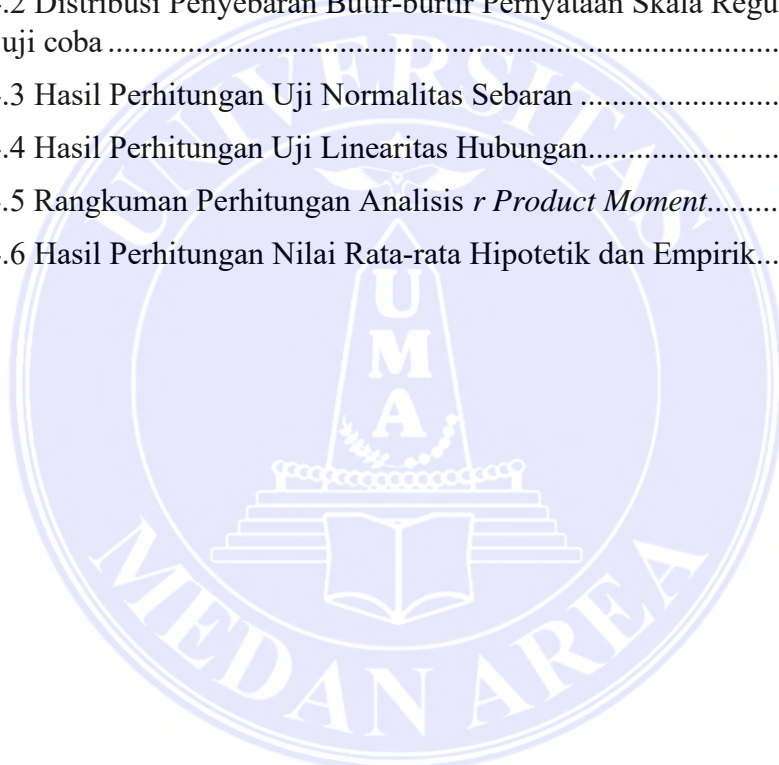 .2 Distribusi Penyebaran Butir-burtir Pernyataan Skala Regu
uji coba ........................................................................................
.3 Hasil Perhitungan Uji Normalitas Sebaran .........................
.4 Hasil Perhitungan Uji Linearitas Hubungan........................
.5 Rangkuman Perhitungan Analisis r Product Moment.........
.6 Hasil Perhitungan Nilai Rata-rata Hipotetik dan Empirik...
UNIVERSITAS
U
M
A
MEDAN AREA